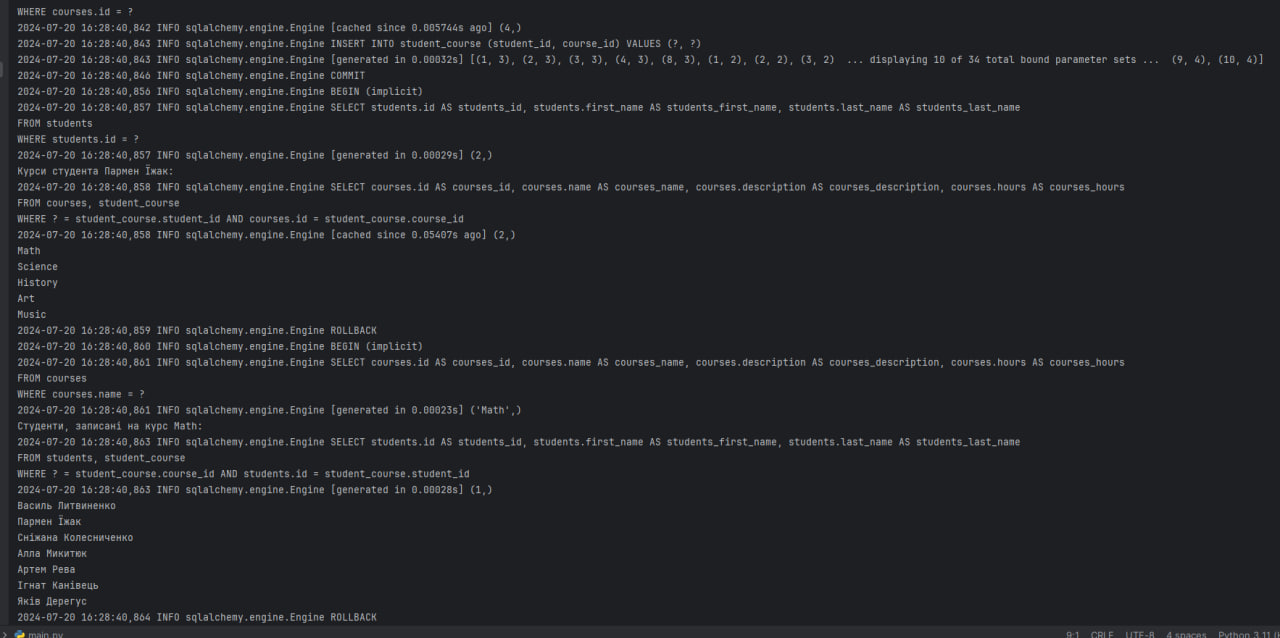 WHERE courses.id = ?
2024-07-20 16:28:40,842 INFO sqlalchemy.engine.Engine [cached since 0.005744s ago] (4,)
2024-07-20 16:28:40,843 INFO sqlalchemy.engine.Engine INSERT INTO student_course (student_id, course_id) VALUES (?, ?)
2024-07-20 16:28:40,843 INFO sqlalchemy.engine.Engine [generated in 0.00032s] [(1, 3), (2, 3), (3, 3), (4, 3), (8, 3), (1, 2), (2, 2), (3, 2)  ... displaying 10 of 34 total bound parameter sets ...  (9, 4), (10, 4)]
2024-07-20 16:28:40,846 INFO sqlalchemy.engine.Engine COMMIT
2024-07-20 16:28:40,856 INFO sqlalchemy.engine.Engine BEGIN (implicit)
2024-07-20 16:28:40,857 INFO sqlalchemy.engine.Engine SELECT students.id AS students_id, students.first_name AS students_first_name, students.last_name AS students_last_name
FROM students
WHERE students.id = ?
2024-07-20 16:28:40,857 INFO sqlalchemy.engine.Engine [generated in 0.00029s] (2,)
Курси студента Пармен Їжак:
2024-07-20 16:28:40,858 INFO sqlalchemy.engine.Engine SELECT courses.id AS courses_id, courses.name AS courses_name, courses.description AS courses_description, courses.hours AS courses_hours
FROM courses, student_course
WHERE ? = student_course.student_id AND courses.id = student_course.course_id
2024-07-20 16:28:40,858 INFO sqlalchemy.engine.Engine [cached since 0.05407s ago] (2,)
Math
Science
History
Art
Music
2024-07-20 16:28:40,859 INFO sqlalchemy.engine.Engine ROLLBACK
2024-07-20 16:28:40,860 INFO sqlalchemy.engine.Engine BEGIN (implicit)
2024-07-20 16:28:40,861 INFO sqlalchemy.engine.Engine SELECT courses.id AS courses_id, courses.name AS courses_name, courses.description AS courses_description, courses.hours AS courses_hours
FROM courses
WHERE courses.name = ?
2024-07-20 16:28:40,861 INFO sqlalchemy.engine.Engine [generated in 0.00023s] ('Math',)
Студенти, записані на курс Math:
2024-07-20 16:28:40,863 INFO sqlalchemy.engine.Engine SELECT students.id AS students_id, students.first_name AS students_first_name, students.last_name AS students_last_name
FROM students, student_course
WHERE ? = student_course.course_id AND students.id = student_course.student_id
2024-07-20 16:28:40,863 INFO sqlalchemy.engine.Engine [generated in 0.00028s] (1,)
Василь Литвиненко
Пармен Їжак
Сніжана Колесниченко
Алла Микитюк
Артем Рева
Ігнат Канівець
Яків Дерегус
2024-07-20 16:28:40,864 INFO sqlalchemy.engine.Engine ROLLBACK
main.py 9:1 CRLF UTF-8 4 spaces Python 3.11